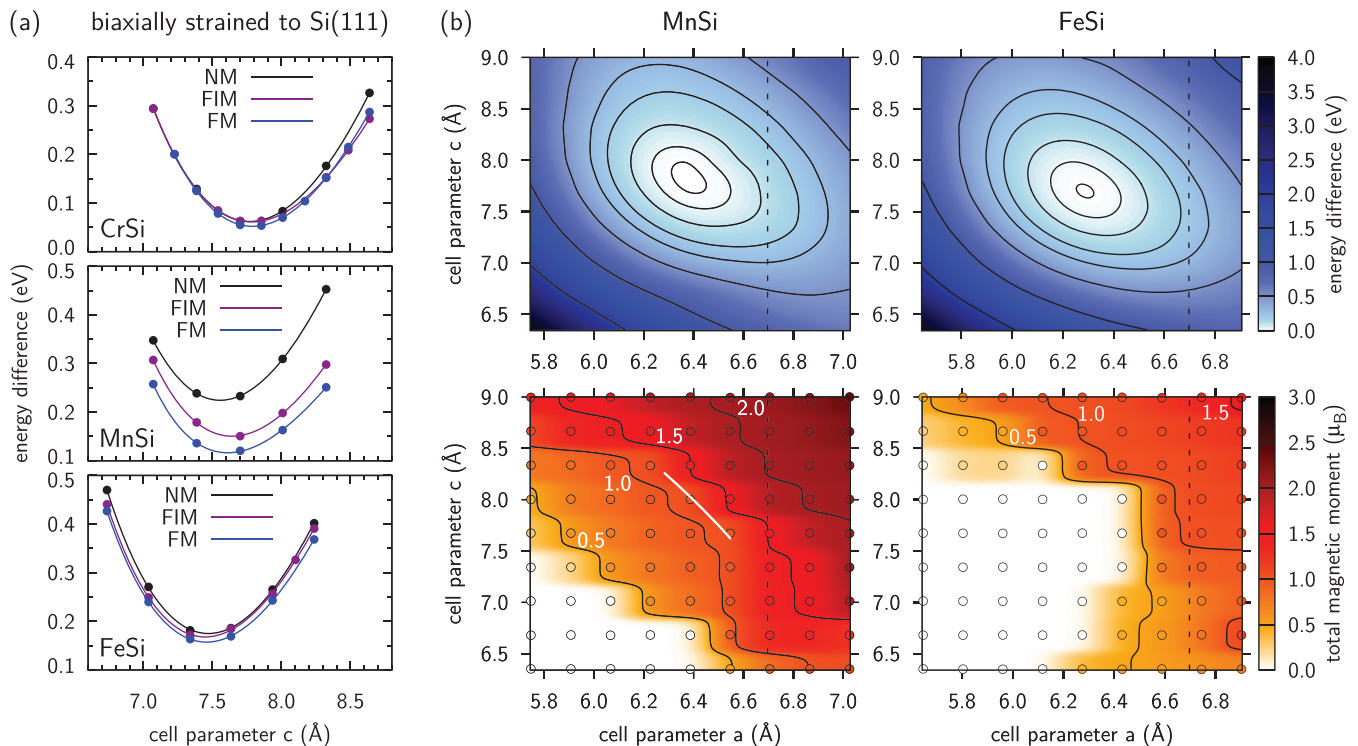 (a) biaxially strained to Si(111)
energy difference (eV)
0.4
0.3
0.2
0.1
0.0
NM
FIM
FM
CrSi
0.5
0.4
0.3
0.2
0.1
NM
FIM
FM
MnSi
0.5
0.4
0.3
0.2
0.1
NM
FIM
FM
FeSi
7.0 7.5 8.0 8.5
cell parameter c (Å)
(b) MnSi FeSi
cell parameter c (Å)
9.0
8.5
8.0
7.5
7.0
6.5
5.8 6.0 6.2 6.4 6.6 6.8 7.0
5.8 6.0 6.2 6.4 6.6 6.8
4.0
3.5
3.0
2.5
2.0
1.5
1.0
0.5
0.0
energy difference (eV)
cell parameter c (Å)
9.0
8.5
8.0
7.5
7.0
6.5
2.0
1.5
1.0
0.5
5.8 6.0 6.2 6.4 6.6 6.8 7.0
cell parameter a (Å)
1.0 1.5
0.5
5.8 6.0 6.2 6.4 6.6 6.8
cell parameter a (Å)
3.0
2.5
2.0
1.5
1.0
0.5
0.0
total magnetic moment (μB)